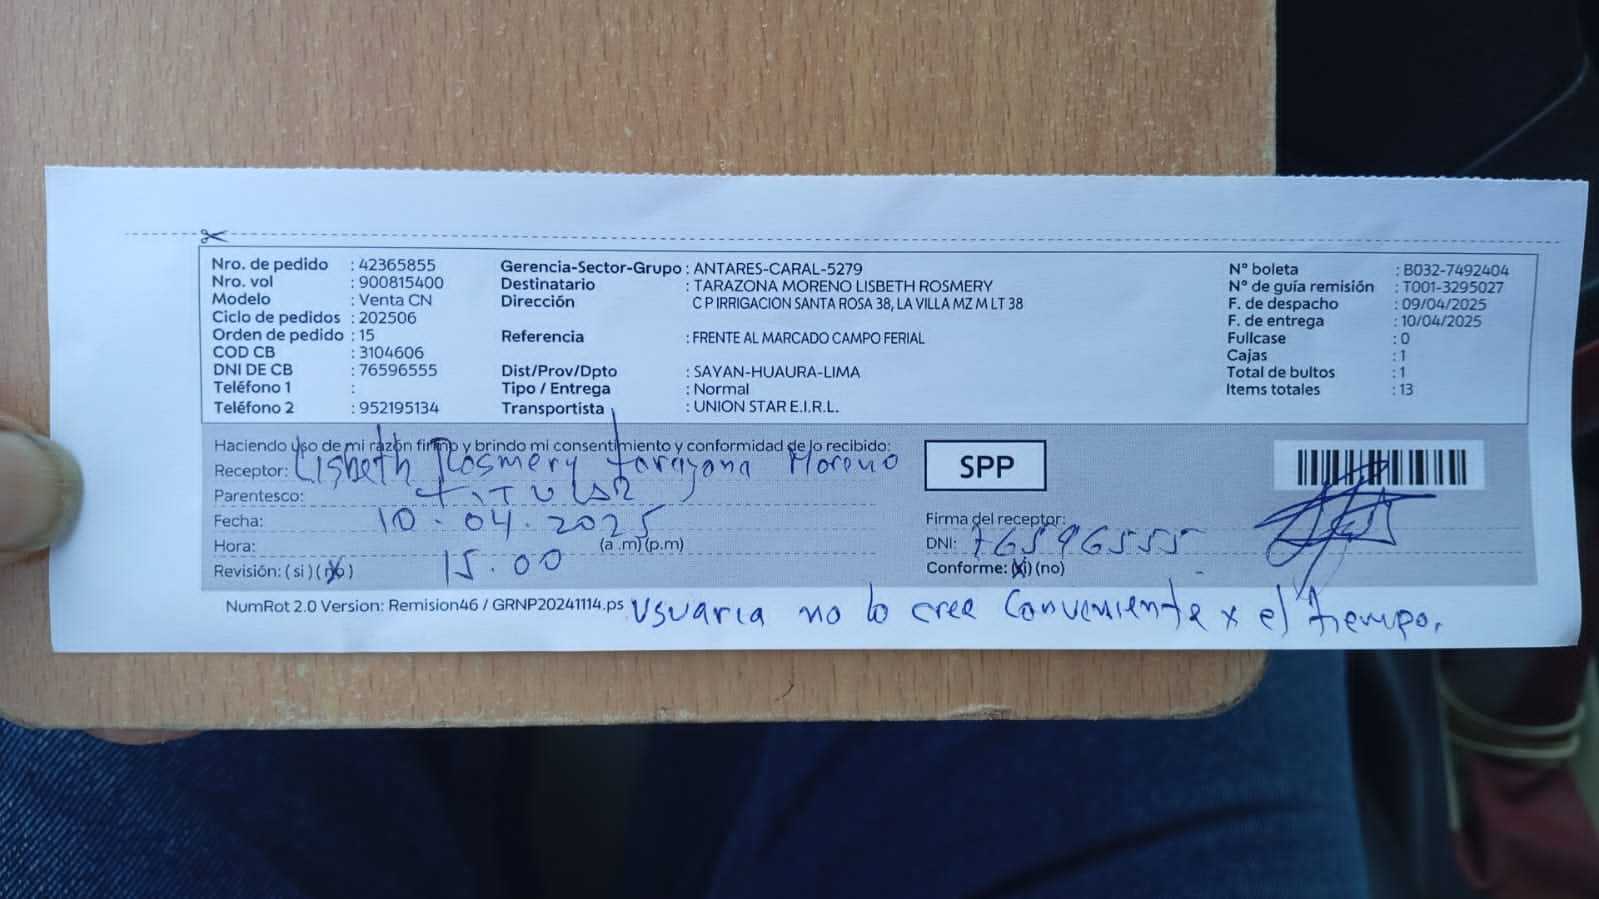 Nro. de pedido : 42365855
Nro. vol : 900815400
Modelo : Venta CN
Ciclo de pedidos : 202506
Orden de pedido : 15
COD CB : 3104606
DNI DE CB : 76596555
Teléfono 1 :
Teléfono 2 : 952195134
Gerencia-Sector-Grupo : ANTARES-CARAL-5279
Destinatario : TARAZONA MORENO LISBETH ROSMERY
Dirección C P IRRIGACION SANTA ROSA 38, LA VILLA MZ M LT 38
Referencia : FRENTE AL MARCADO CAMPO FERIAL
Dist/Prov/Dpto : SAYAN-HUAURA-LIMA
Tipo / Entrega : Normal
Transportista : UNION STAR E.I.R.L.
N° boleta : B032-7492404
N° de guía remisión : T001-3295027
F. de despacho : 09/04/2025
F. de entrega : 10/04/2025
Fullcase : 0
Cajas : 1
Total de bultos : 1
Items totales : 13
Haciendo uso de mi razón firmo y brindo mi consentimiento y conformidad de lo recibido:
Receptor: Lisbeth Rosmery Tarazona Moreno
Parentesco: TITULAR
Fecha: 10.04.2025
Hora: 15.00 (a .m) (p.m)
Revisión: ( si ) ( no )
SPP
Firma del receptor:
DNI: 76596555
Conforme: (si) (no)
NumRot 2.0 Version: Remision46 / GRNP20241114.ps
Usuaria no lo cree Conveniente x el tiempo.